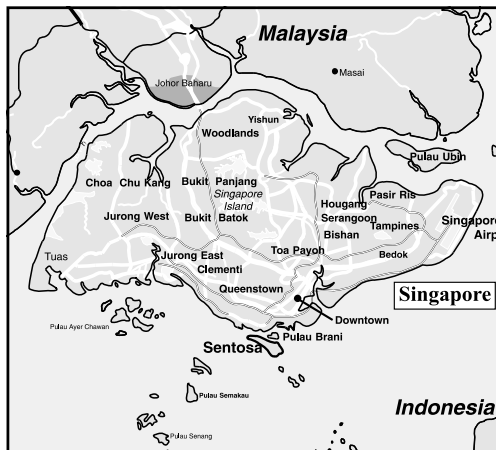 Malaysia
Masai
Johor Baharu
Yishun
Woodlands
Pulau Ubin
Choa Chu Kang
Bukit Panjang
Singapore
Island
Pasir Ris
Hougang
Jurong West
Bukit Batok
Serangoon
Singapore
Tampines
Airp
Bishan
Toa Payoh
Tuas
Jurong East
Bedok
Clementi
Queenstown
Singapore
Downtown
Pulau Ayer Chawan
Pulau Brani
Sentosa
Pulau Semakau
Indonesia
Pulau Senang